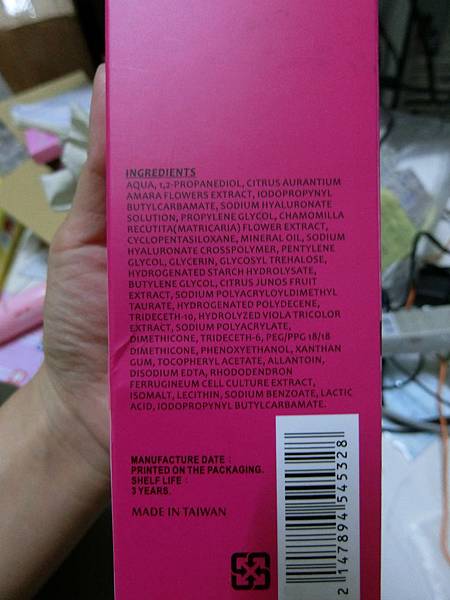 INGREDIENTS
AQUA, 1,2-PROPANEDIOL, CITRUS AURANTIUM
AMARA FLOWERS EXTRACT, IODOPROPYNYL
BUTYLCARBAMATE, SODIUM HYALURONATE
SOLUTION, PROPYLENE GLYCOL, CHAMOMILLA
RECUTITA(MATRICARIA) FLOWER EXTRACT,
CYCLOPENTASILOXANE, MINERAL OIL, SODIUM
HYALURONATE CROSSPOLYMER, PENTYLENE
GLYCOL, GLYCERIN, GLYCOSYL TREHALOSE,
HYDROGENATED STARCH HYDROLYSATE,
BUTYLENE GLYCOL, CITRUS JUNOS FRUIT
EXTRACT, SODIUM POLYACRYLOYLDIMETHYL
TAURATE, HYDROGENATED POLYDECENE,
TRIDECETH-10, HYDROLYZED VIOLA TRICOLOR
EXTRACT, SODIUM POLYACRYLATE,
DIMETHICONE, TRIDECETH-6, PEG/PPG 18/18
DIMETHICONE, PHENOXYETHANOL, XANTHAN
GUM, TOCOPHERYL ACETATE, ALLANTOIN,
DISODIUM EDTA, RHODODENDRON
FERRUGINEUM CELL CULTURE EXTRACT,
ISOMALT, LECITHIN, SODIUM BENZOATE, LACTIC
ACID, IODOPROPYNYL BUTYLCARBAMATE.
MANUFACTURE DATE：
PRINTED ON THE PACKAGING.
SHELF LIFE：
3 YEARS.
MADE IN TAIWAN
2 147894 545328